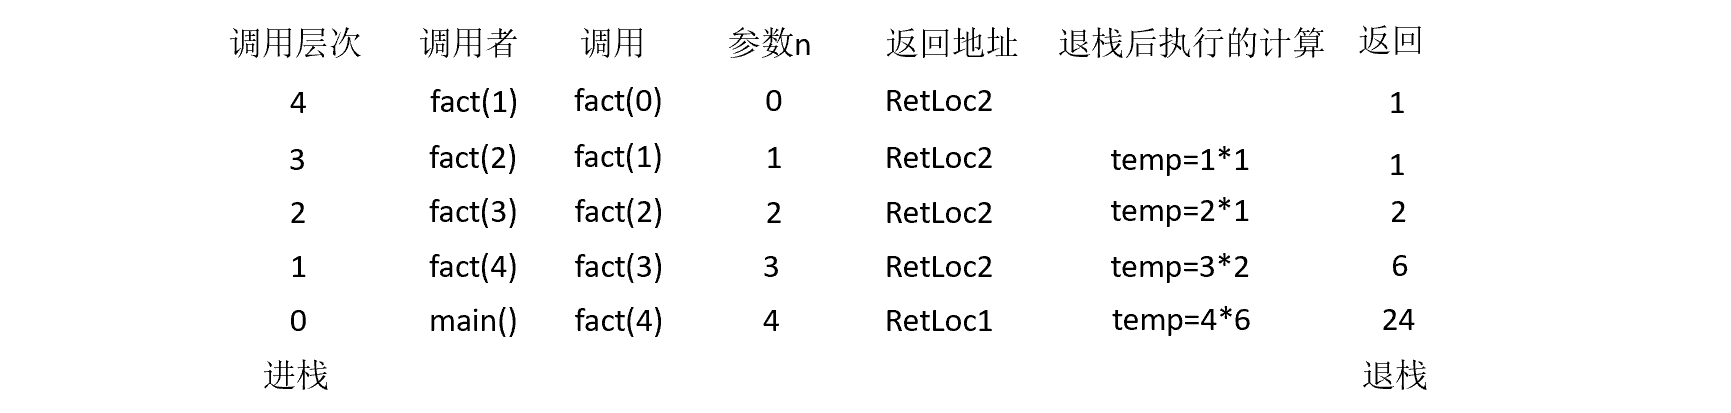 调用层次 调用者 调用 参数n 返回地址 退栈后执行的计算 返回
4 fact(1) fact(0) 0 RetLoc2 1
3 fact(2) fact(1) 1 RetLoc2 temp=1*1 1
2 fact(3) fact(2) 2 RetLoc2 temp=2*1 2
1 fact(4) fact(3) 3 RetLoc2 temp=3*2 6
0 main() fact(4) 4 RetLoc1 temp=4*6 24
进栈 退栈